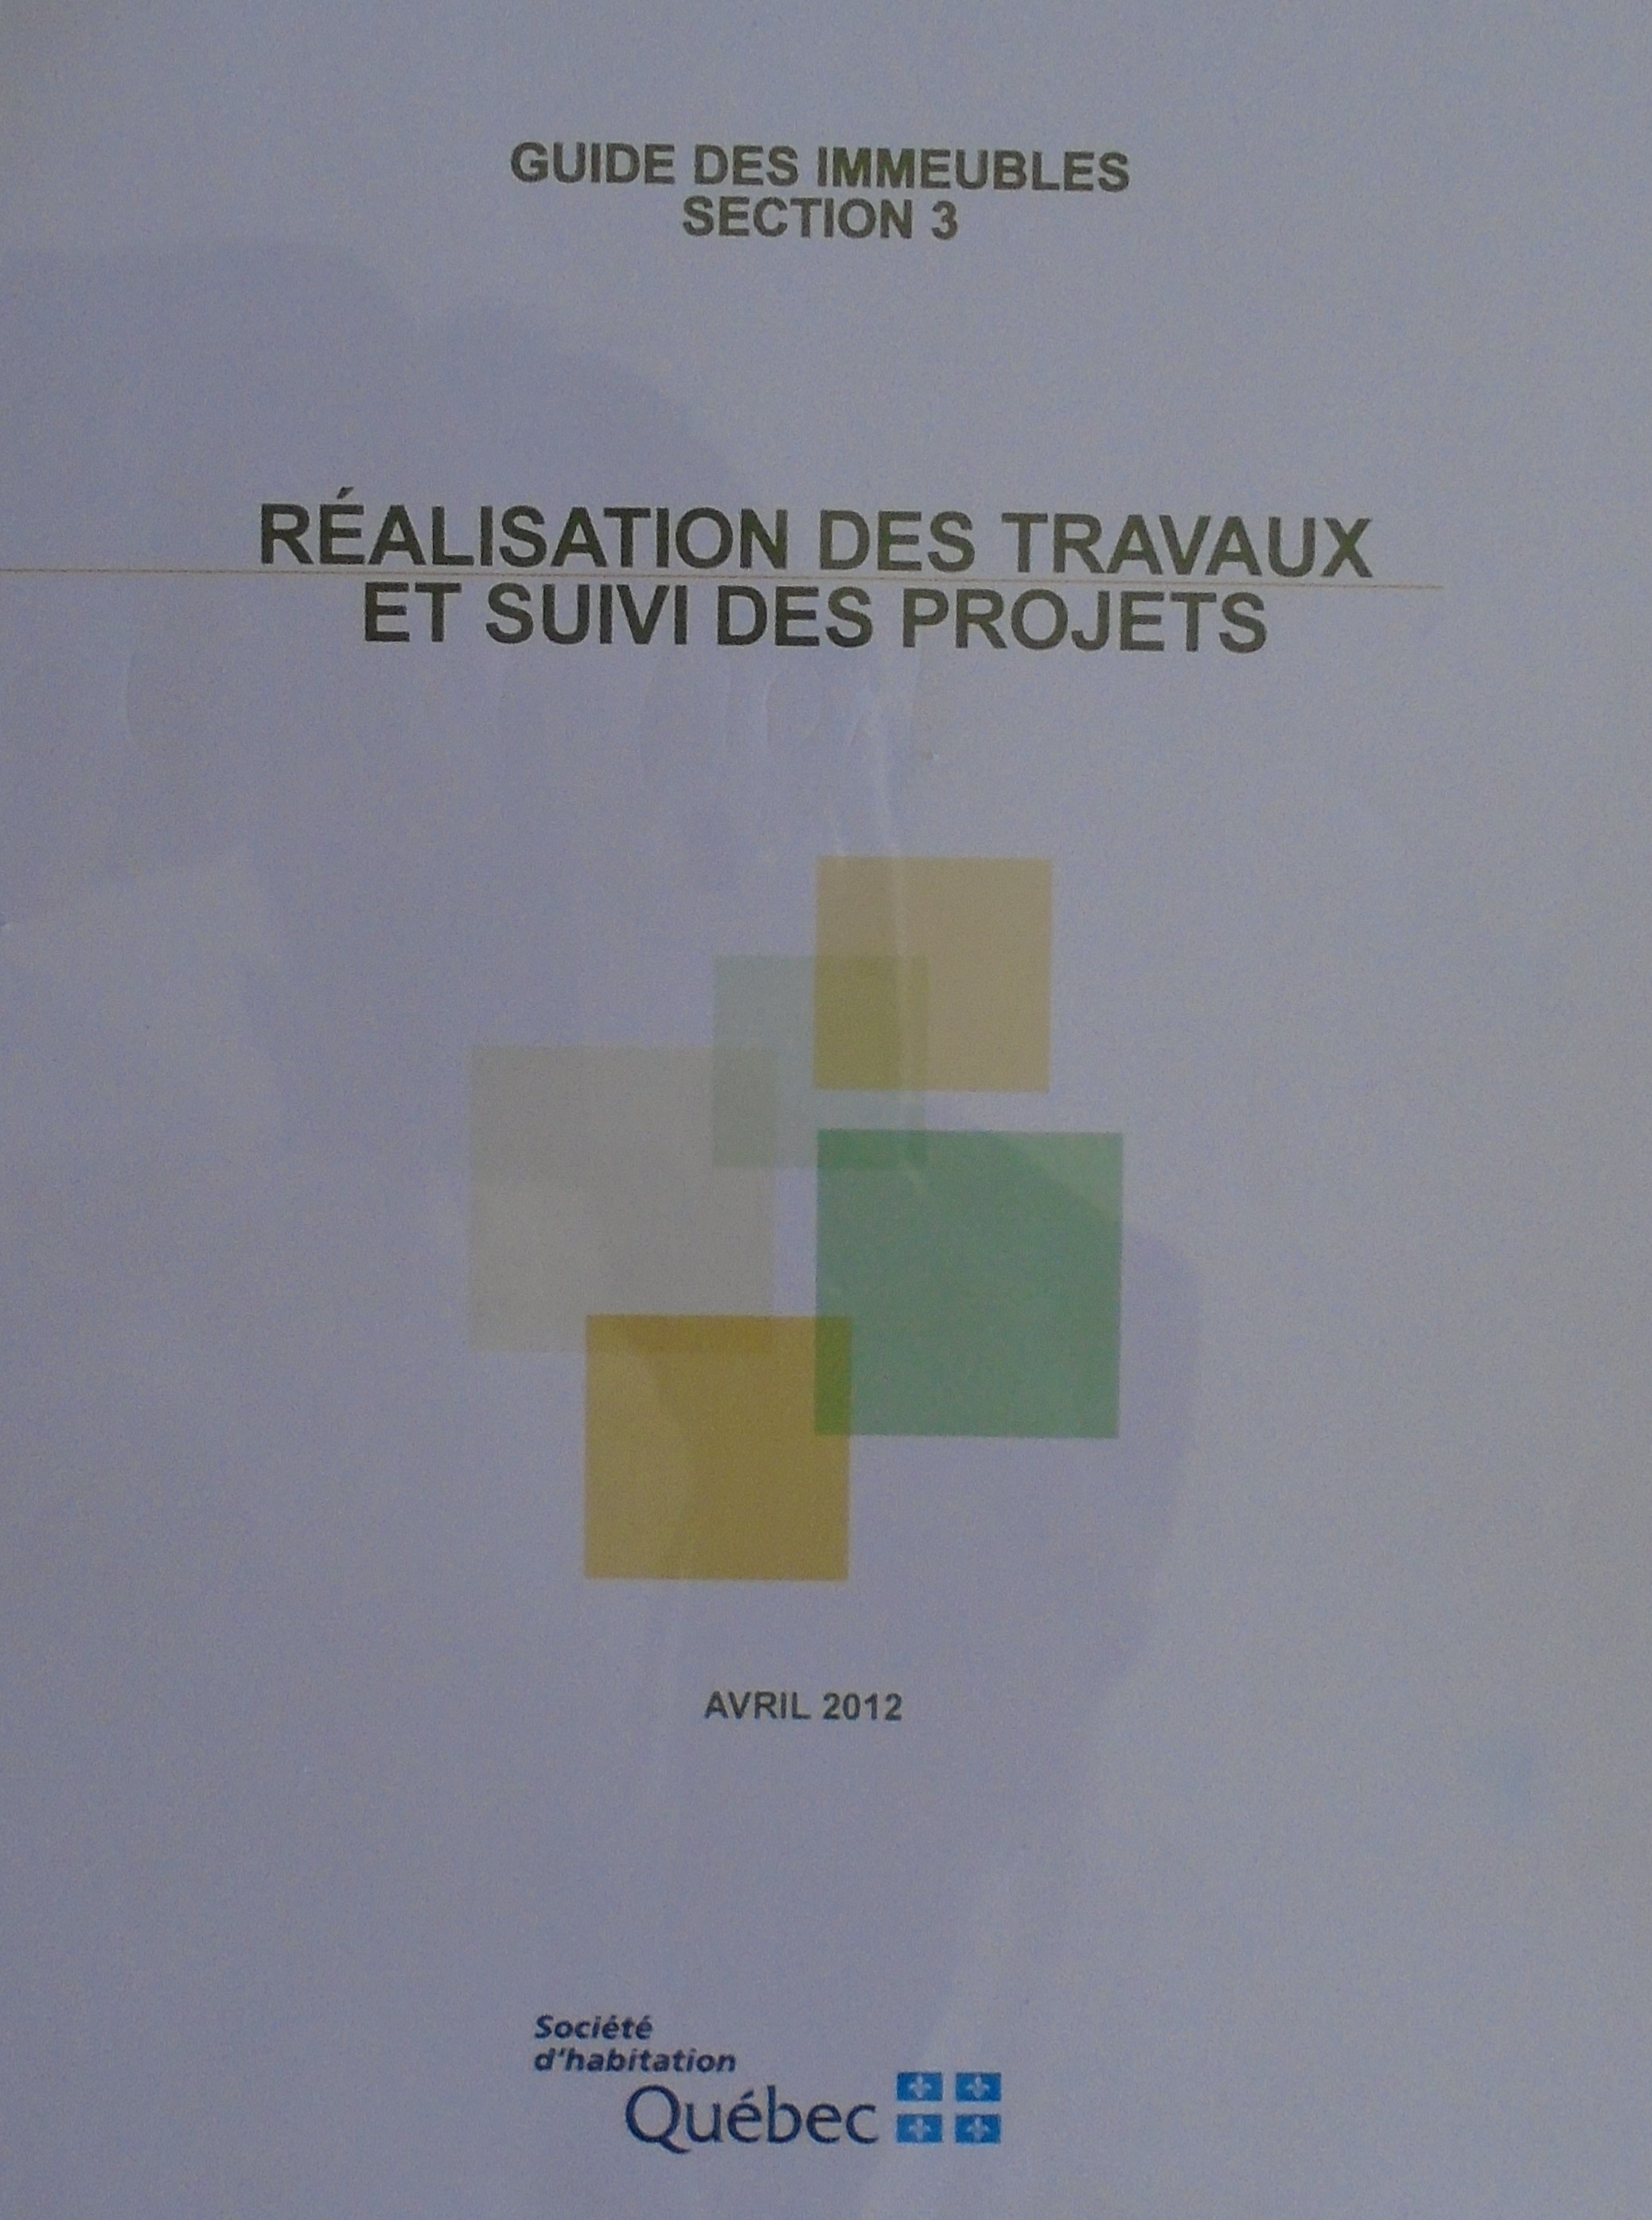 GUIDE DES IMMEUBLES
SECTION 3
RÉALISATION DES TRAVAUX
ET SUIVI DES PROJETS
AVRIL 2012
Société
d'habitation
Québec